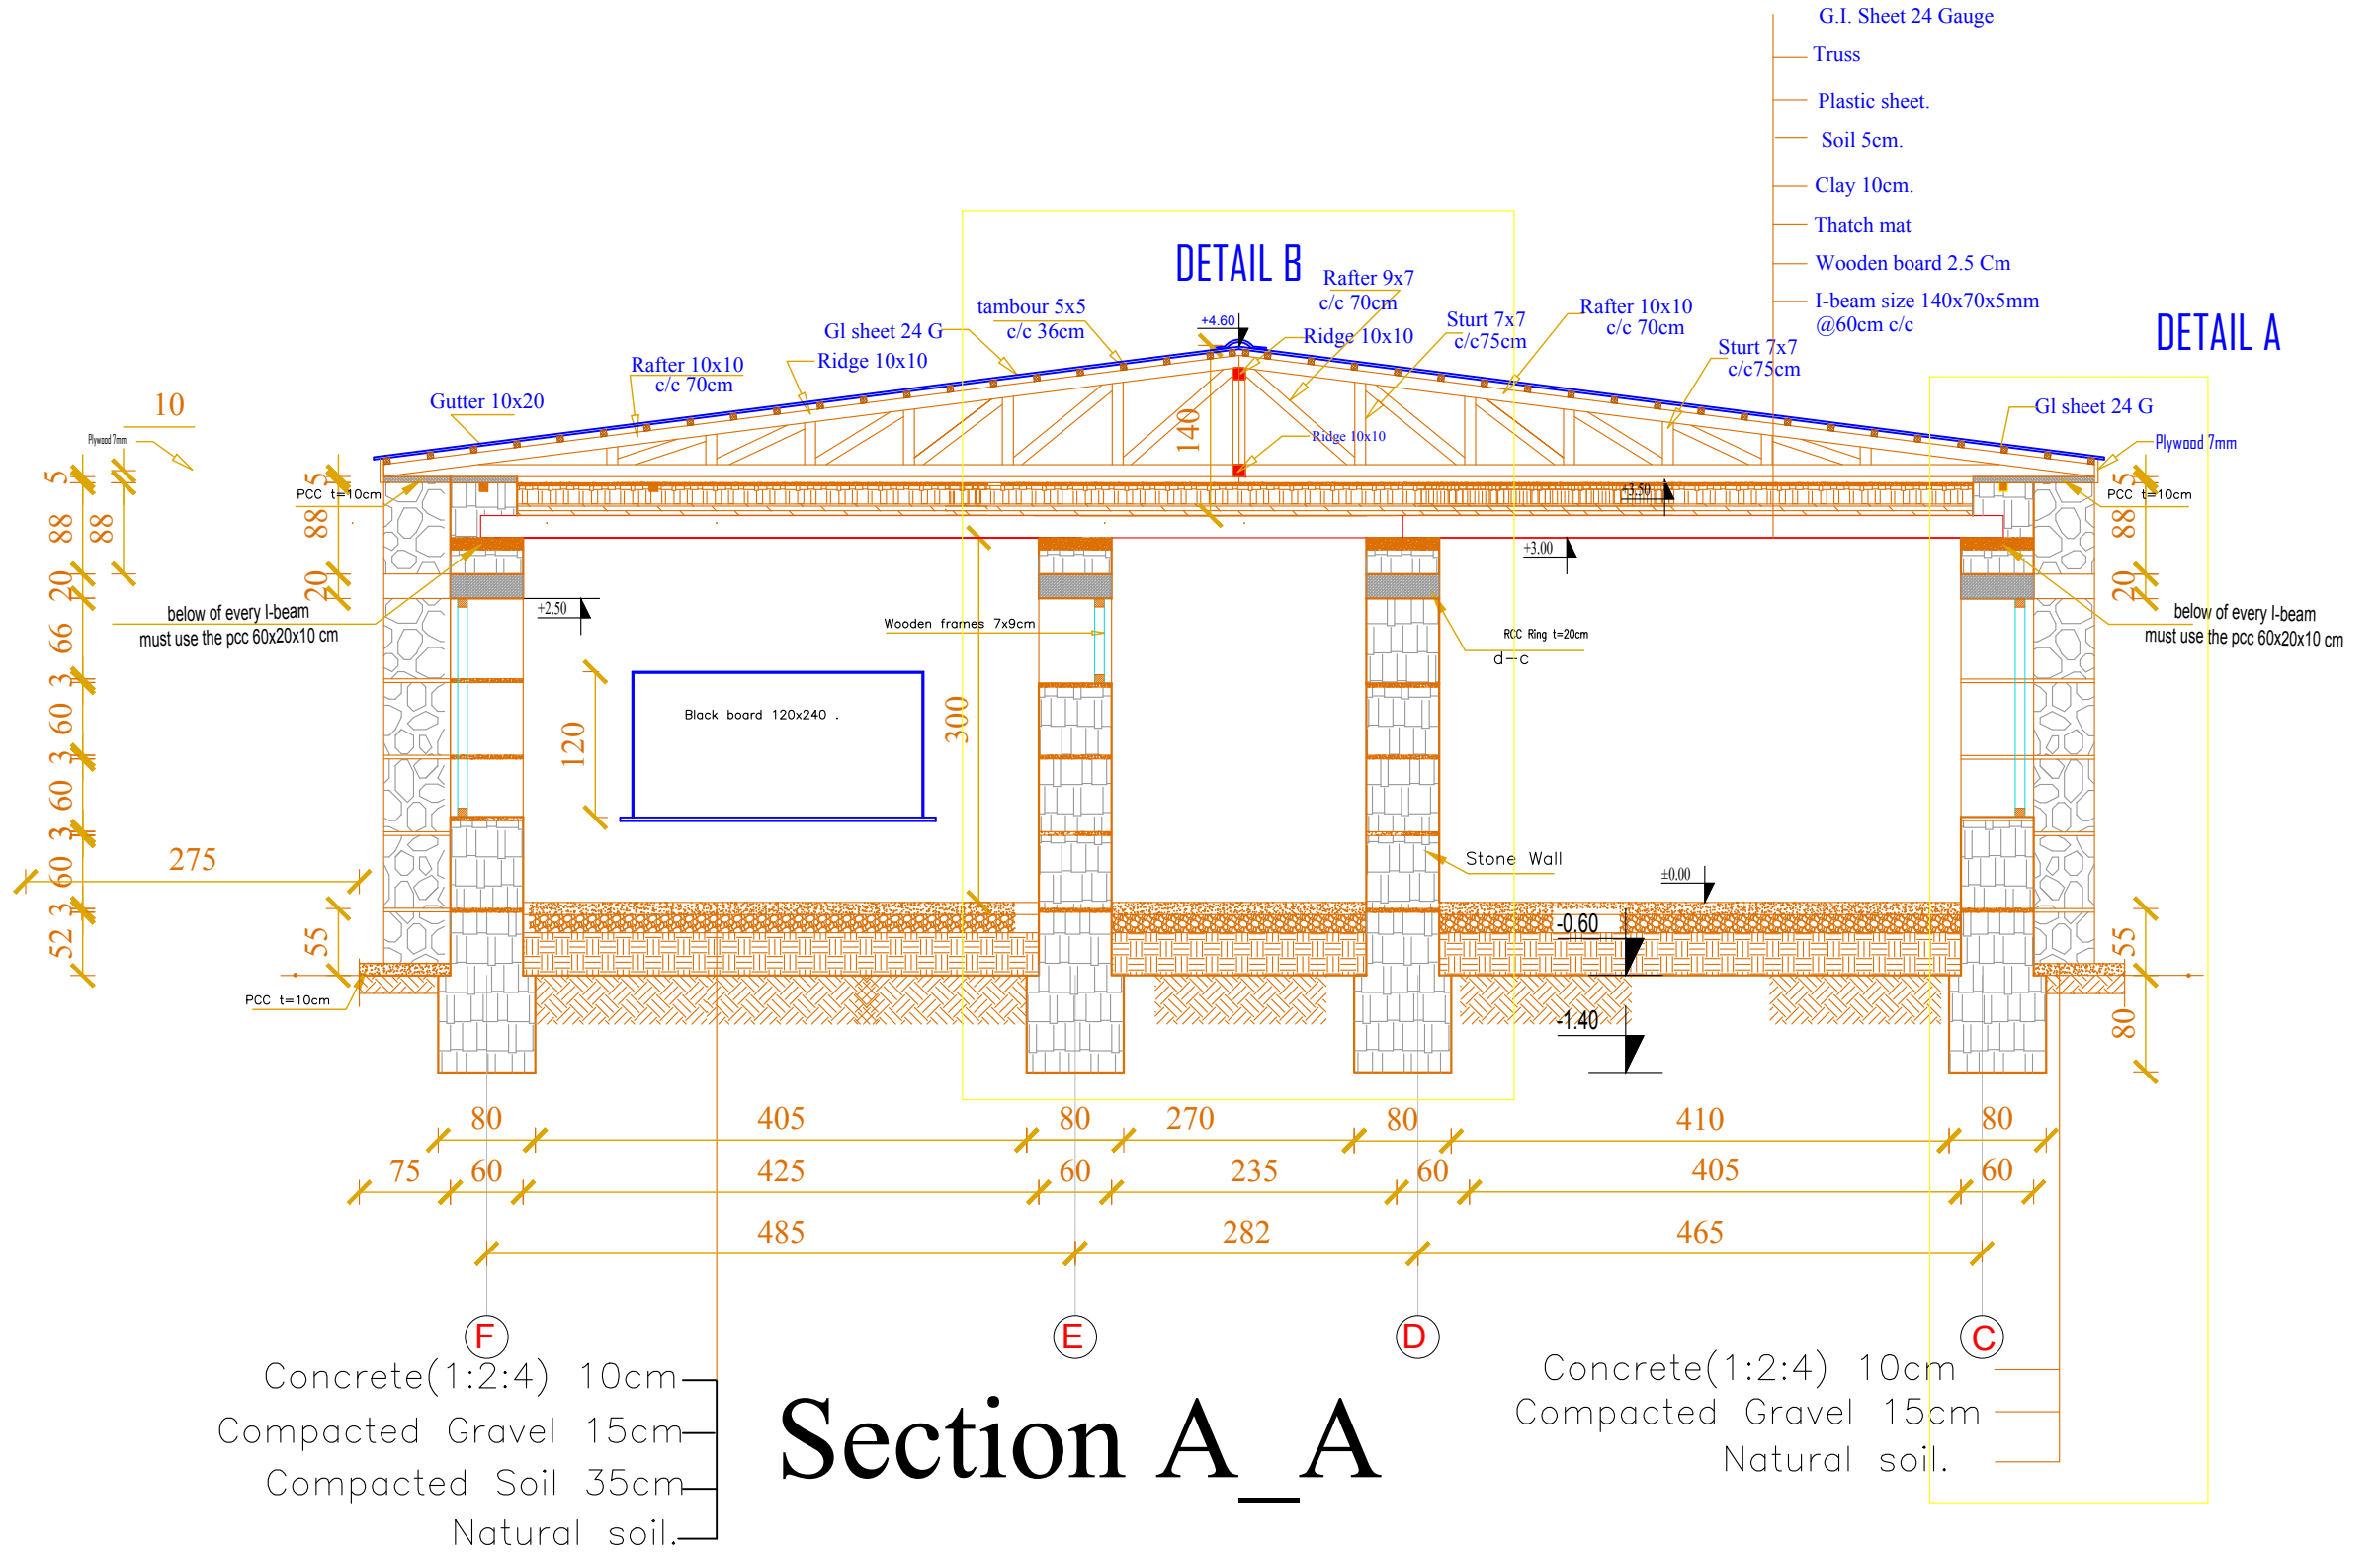 G.I. Sheet 24 Gauge
Truss
Plastic sheet.
Soil 5cm.
Clay 10cm.
Thatch mat
Wooden board 2.5 Cm
I-beam size 140x70x5mm
@60cm c/c
DETAIL B
DETAIL A
Rafter 9x7
c/c 70cm
tambour 5x5
c/c 36cm
+4.60
Ridge 10x10
Sturt 7x7
c/c75cm
Rafter 10x10
c/c 70cm
Gl sheet 24 G
Ridge 10x10
Rafter 10x10
c/c 70cm
Sturt 7x7
c/c75cm
Gutter 10x20
Gl sheet 24 G
10
Plywood 7mm
Plywood 7mm
140
Ridge 10x10
5
88
20
66
3
60
3
60
3
60
3
52
88
5
88
20
55
PCC t=10cm
+3.50
PCC t=10cm
5
88
20
55
80
+3.00
below of every I-beam
must use the pcc 60x20x10 cm
+2.50
Wooden frames 7x9cm
RCC Ring t=20cm
d-c
below of every I-beam
must use the pcc 60x20x10 cm
Black board 120x240 .
120
300
275
Stone Wall
±0.00
-0.60
-1.40
PCC t=10cm
80 405 80 270 80 410 80
75 60 425 60 235 60 405 60
485 282 465
F E D C
Concrete(1:2:4) 10cm
Compacted Gravel 15cm
Compacted Soil 35cm
Natural soil.
Section A_A
Concrete(1:2:4) 10cm
Compacted Gravel 15cm
Natural soil.